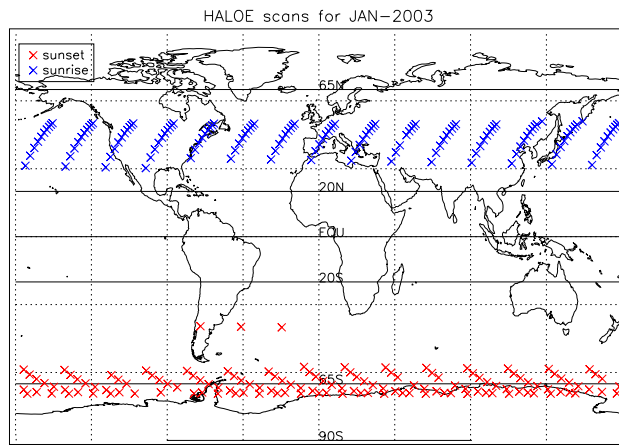 HALOE scans for JAN-2003
sunset
sunrise
65N
20N
EQU
20S
65S
90S